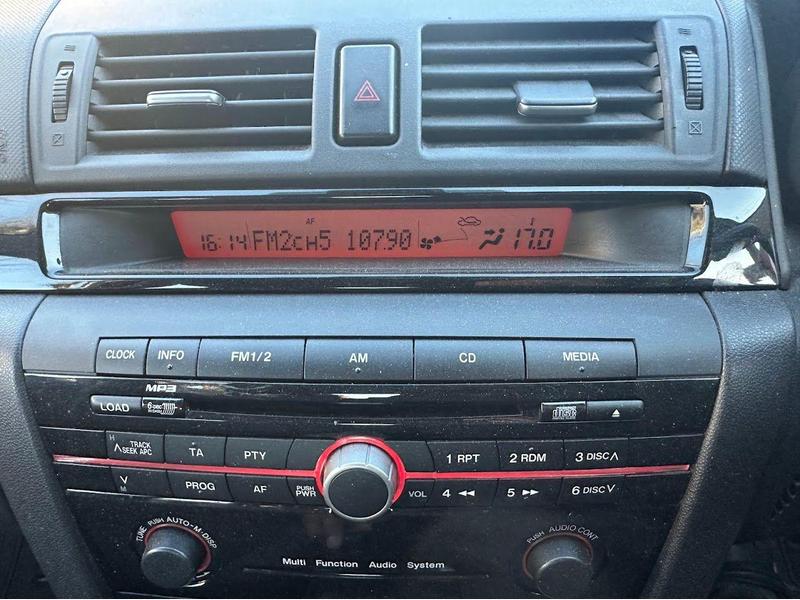 AF
16:14 FM2CH5 107.90 17.0
CLOCK INFO FM1/2 AM CD MEDIA
MP3
LOAD 6 DISC
H TRACK SEEK APC TA PTY 1 RPT 2 RDM 3 DISC
M PROG AF PUSH PWR VOL 4 5 6 DISC
TUNE PUSH AUTO-M·DISP
PUSH AUDIO CONT
Multi Function Audio System